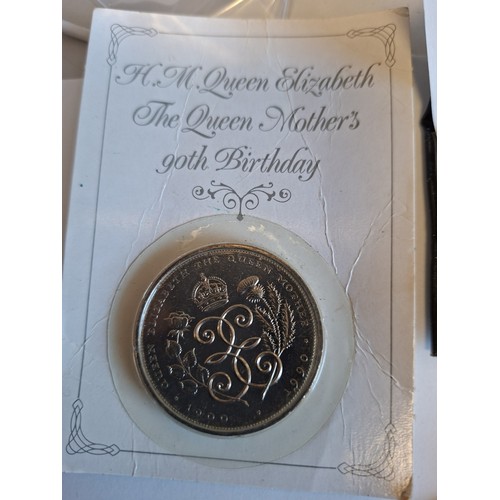 H.M. Queen Elizabeth
The Queen Mother's
90th Birthday
QUEEN ELIZABETH THE QUEEN MOTHER · 1990
· 1900 ·